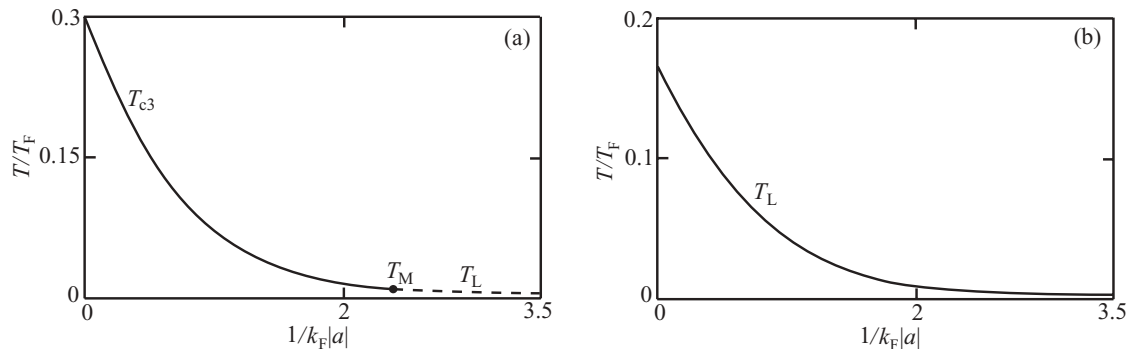 0.3
(a)
T_c3
0.15
T/T_F
T_M
T_L
0
0
2
3.5
1/k_F|a|
0.2
(b)
0.1
T/T_F
T_L
0
0
2
3.5
1/k_F|a|